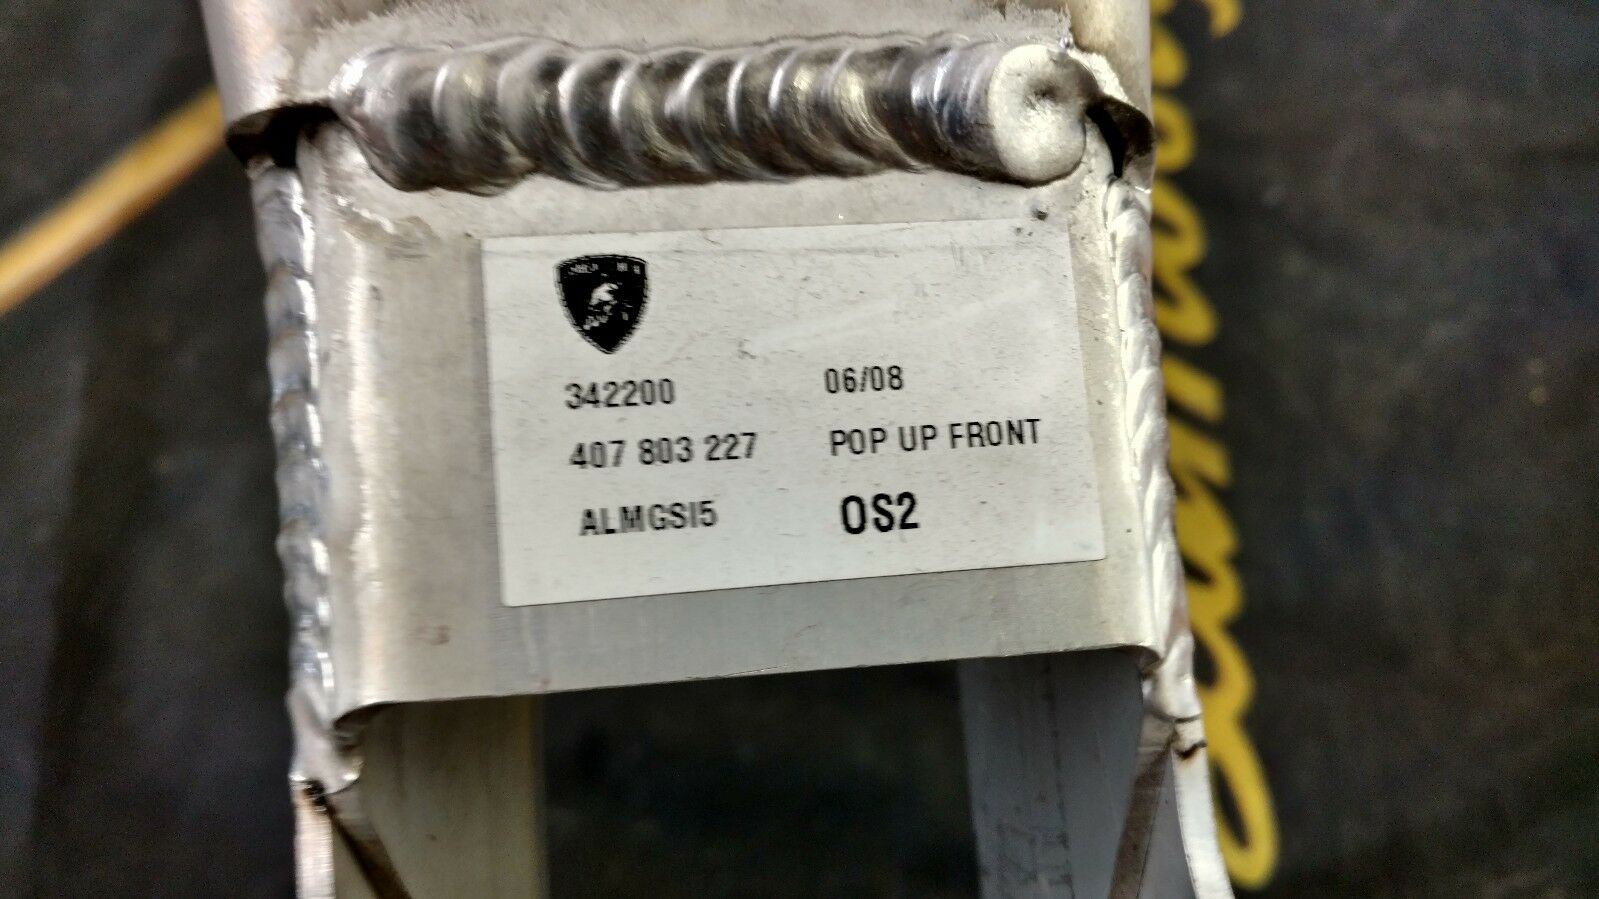 342200 06/08
407 803 227 POP UP FRONT
ALMGSI5 OS2